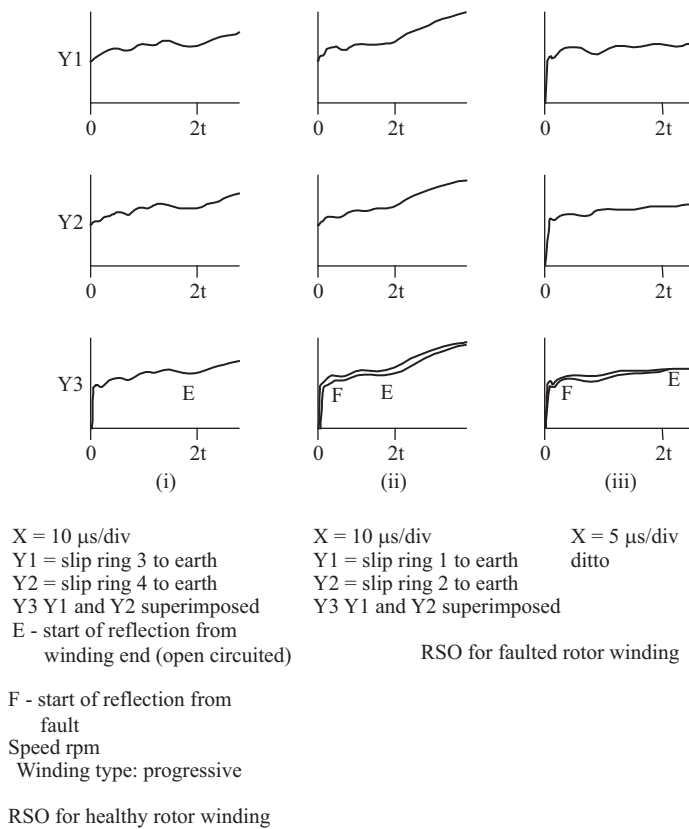 Y1
0 2t
0 2t
0 2t
Y2
0 2t
0 2t
0 2t
Y3
E
F E
F E
0 2t
0 2t
0 2t
(i) (ii) (iii)
X = 10 μs/div
Y1 = slip ring 3 to earth
Y2 = slip ring 4 to earth
Y3 Y1 and Y2 superimposed
E - start of reflection from
winding end (open circuited)
F - start of reflection from
fault
Speed rpm
Winding type: progressive
RSO for healthy rotor winding
X = 10 μs/div
Y1 = slip ring 1 to earth
Y2 = slip ring 2 to earth
Y3 Y1 and Y2 superimposed
X = 5 μs/div
ditto
RSO for faulted rotor winding